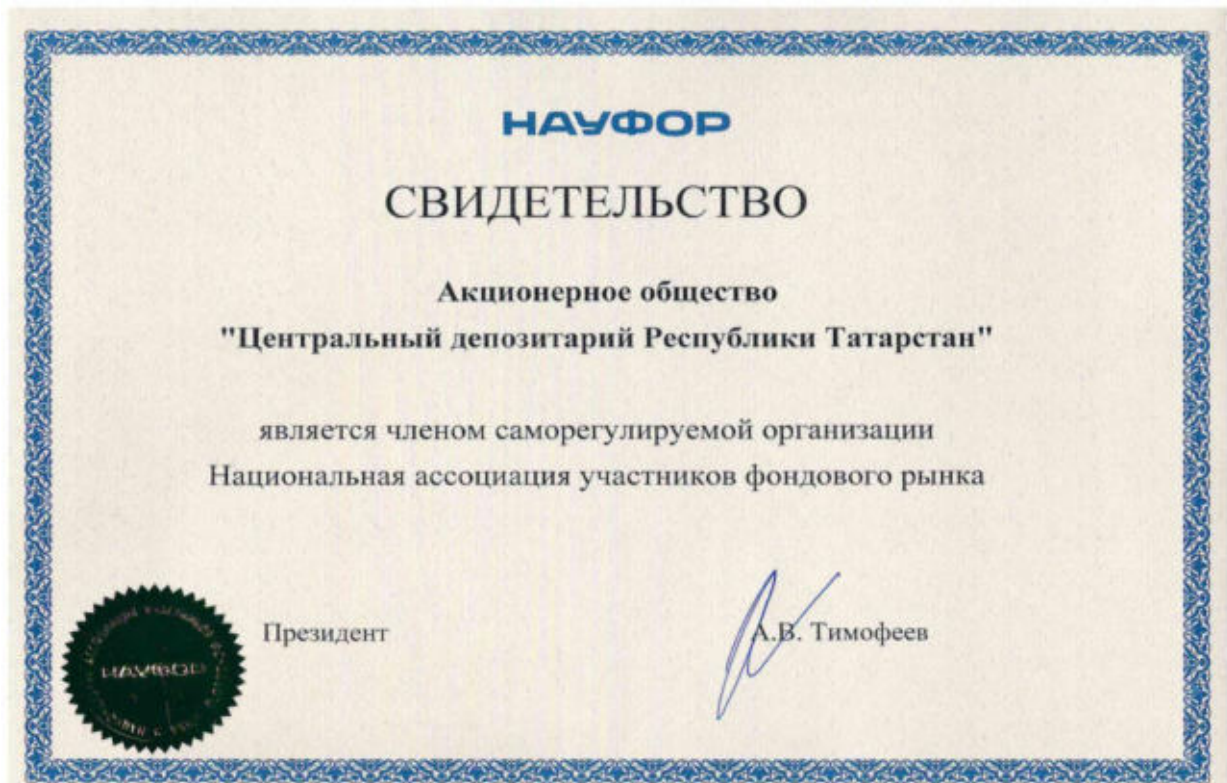 НАУФОР
СВИДЕТЕЛЬСТВО
Акционерное общество
"Центральный депозитарий Республики Татарстан"
является членом саморегулируемой организации
Национальная ассоциация участников фондового рынка
Президент
А.В. Тимофеев
НАУФОР